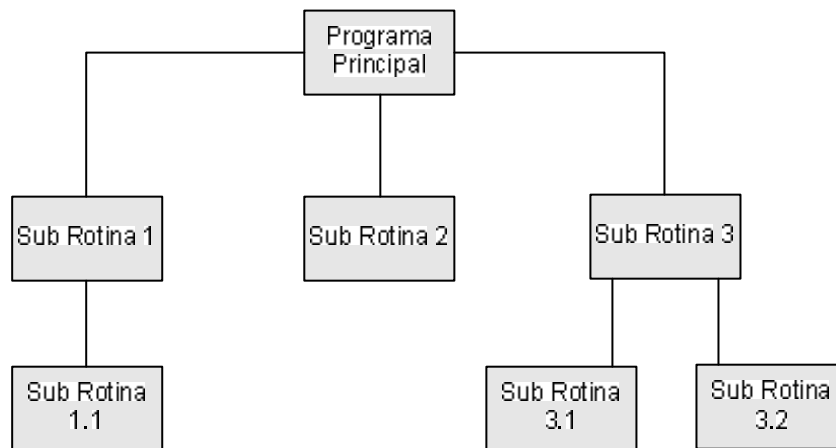 Programa
Principal
Sub Rotina 1
Sub Rotina 2
Sub Rotina 3
Sub Rotina
1.1
Sub Rotina
3.1
Sub Rotina
3.2